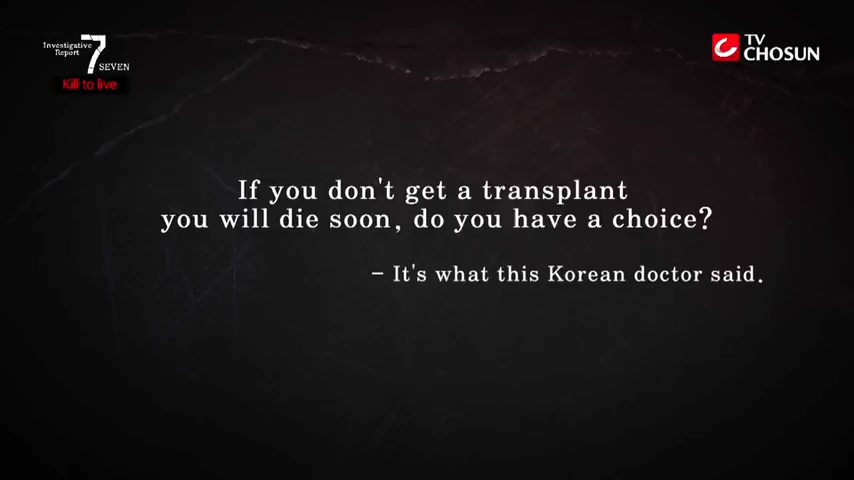 Investigative
Report
7
SEVEN
Kill to live
TV
CHOSUN
If you don't get a transplant
you will die soon, do you have a choice?
- It's what this Korean doctor said.